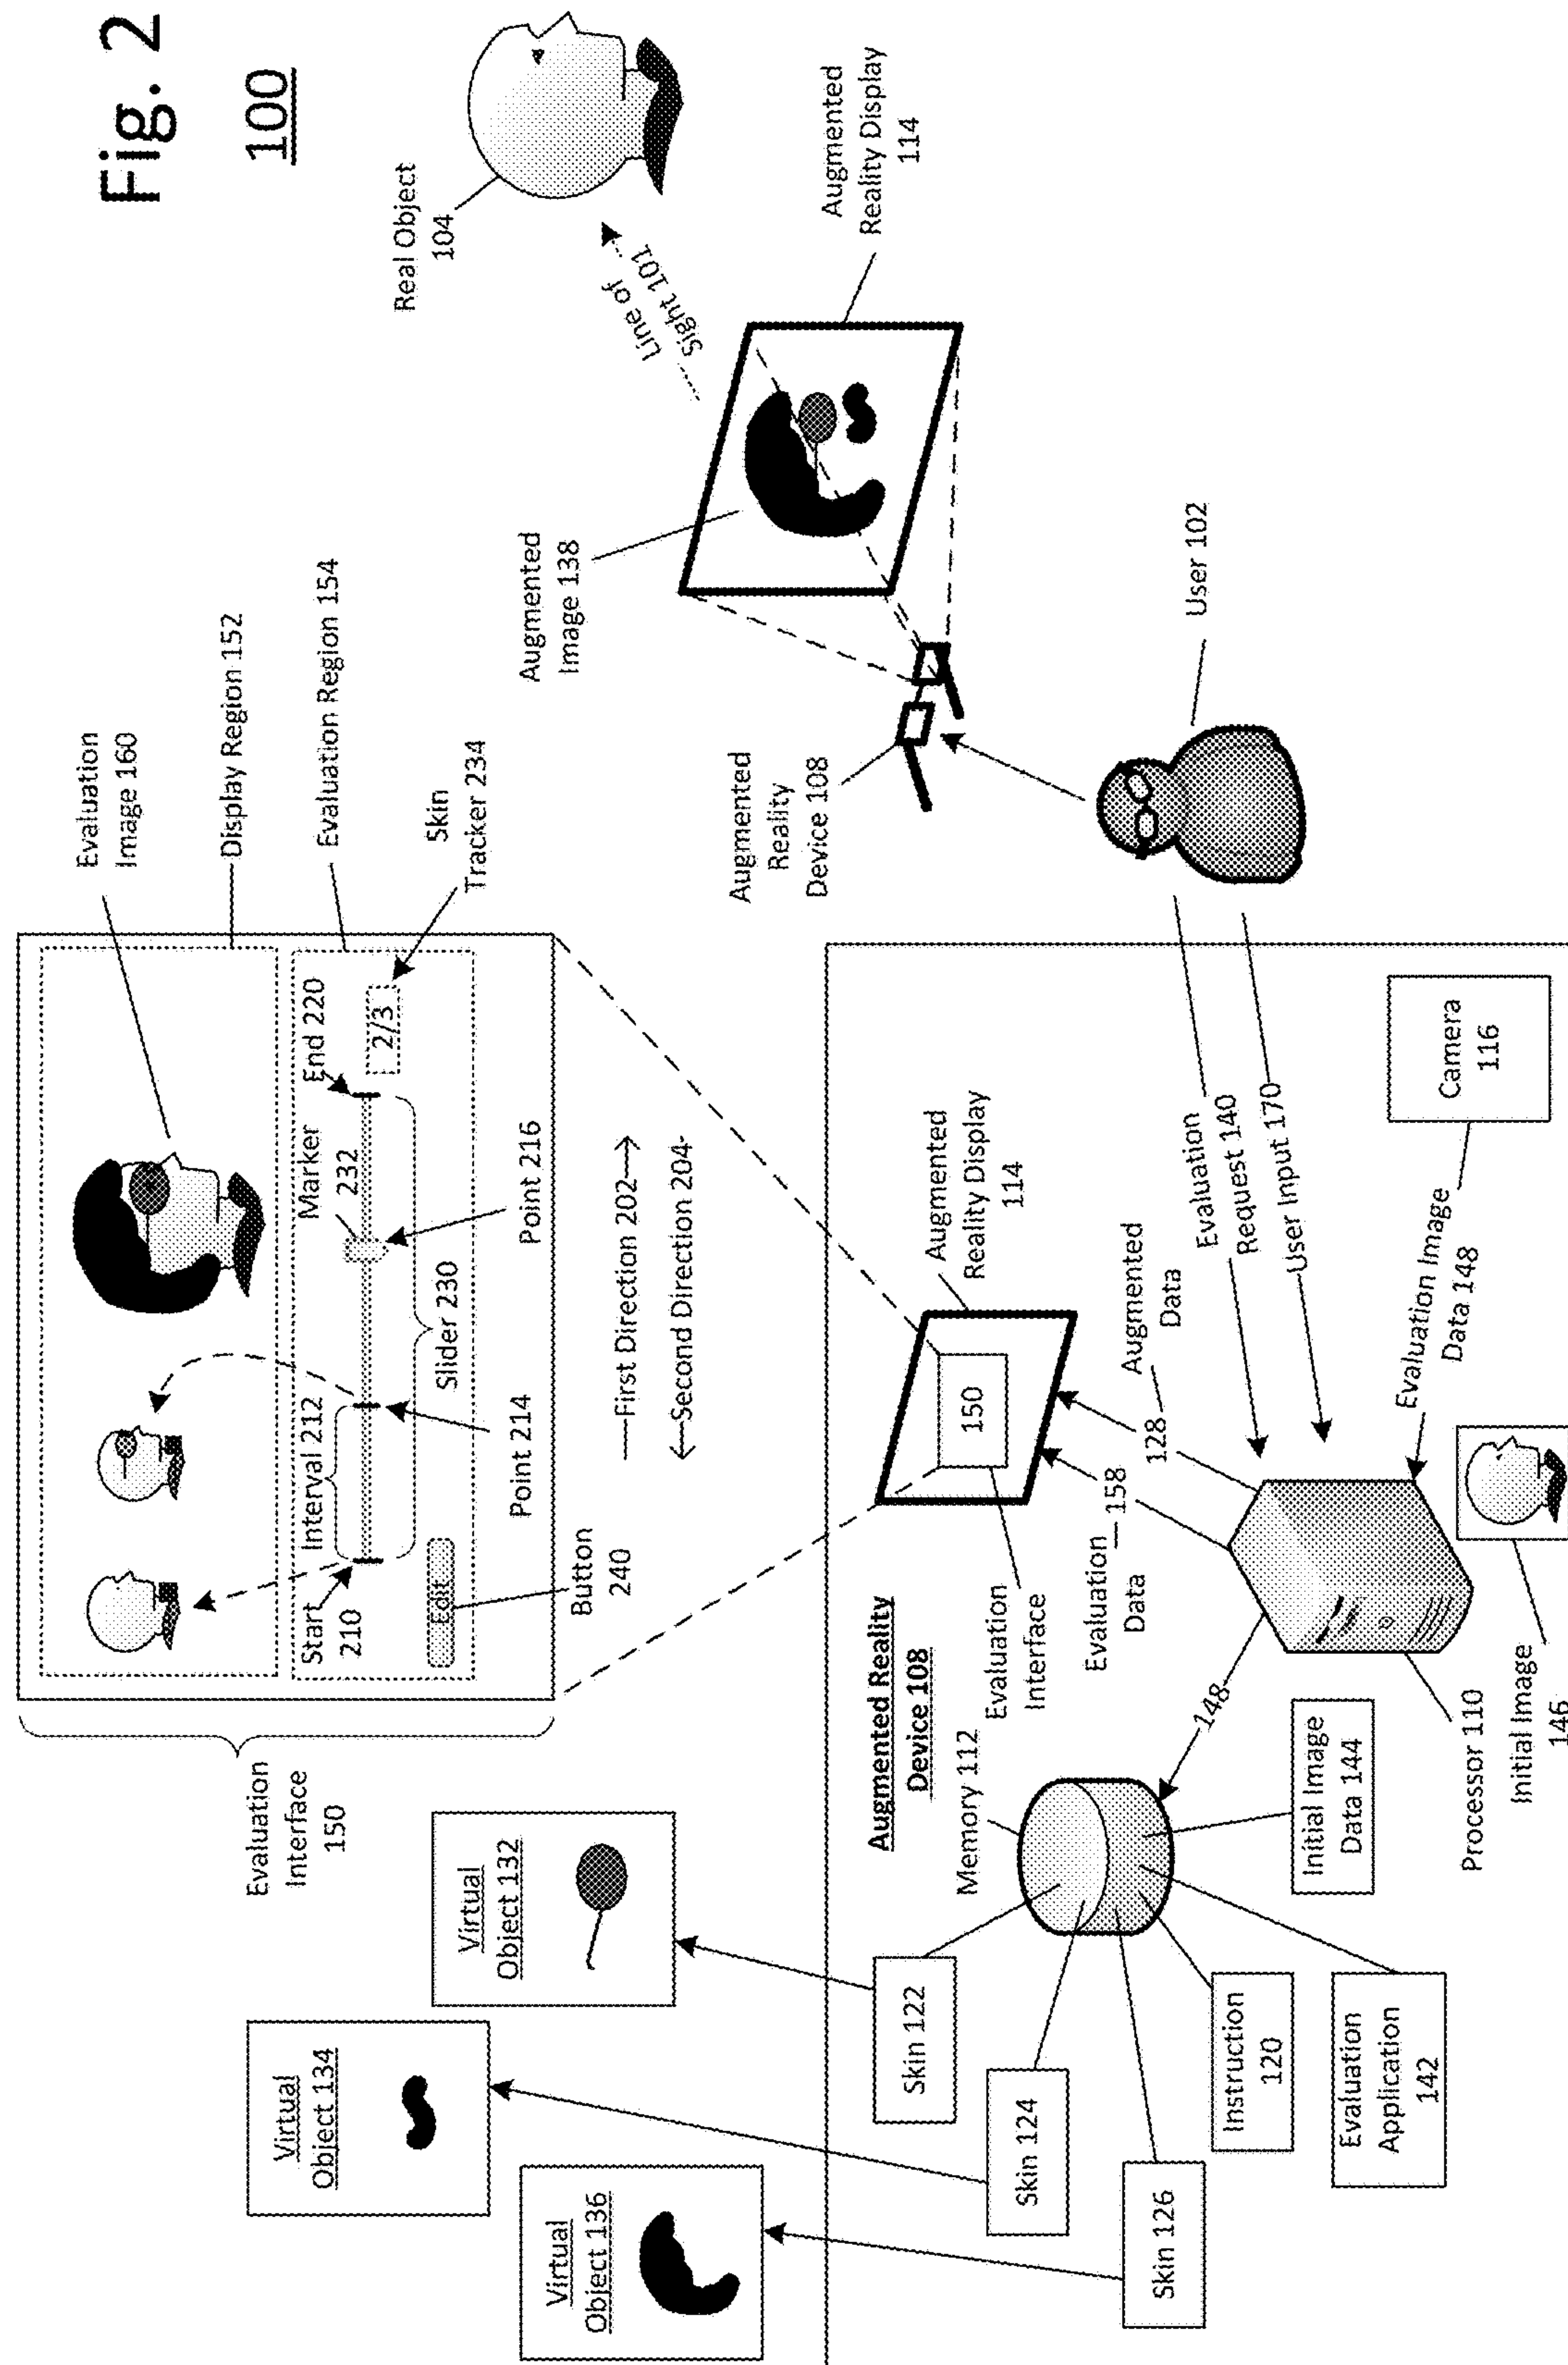 Fig. 2
100
Evaluation
Image 160
Display Region 152
Evaluation Region 154
Skin
Tracker 234
Start
210
Interval 212
Marker
232
End 220
2/3
Edit
Slider 230
Button
240
Point 214
Point 216
First Direction 202
Second Direction 204
Evaluation
Interface
150
Real Object
104
Line of
Sight 101
Augmented
Reality Display
114
Augmented
Image 138
Augmented
Reality
Device 108
User 102
Virtual
Object 134
Virtual
Object 132
Virtual
Object 136
Augmented Reality
Device 108
Memory 112
Skin 122
Skin 124
Skin 126
Instruction
120
Evaluation
Application
142
Initial Image
Data 144
148
Evaluation
Interface
150
Augmented
Reality Display
114
Evaluation
Data
158
128
Augmented
Data
Evaluation
Request 140
User Input 170
Evaluation Image
Data 148
Camera
116
Processor 110
Initial Image
146